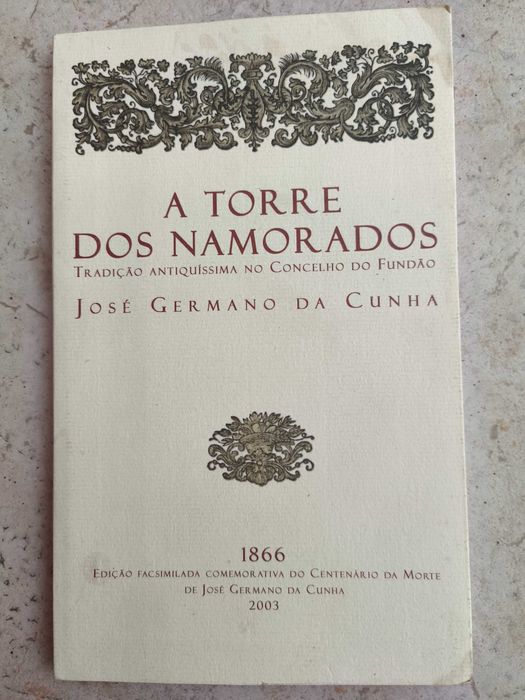 A TORRE
DOS NAMORADOS
TRADIÇÃO ANTIQUÍSSIMA NO CONCELHO DO FUNDÃO
JOSÉ GERMANO DA CUNHA
1866
EDIÇÃO FACSIMILADA COMEMORATIVA DO CENTENÁRIO DA MORTE
DE JOSÉ GERMANO DA CUNHA
2003